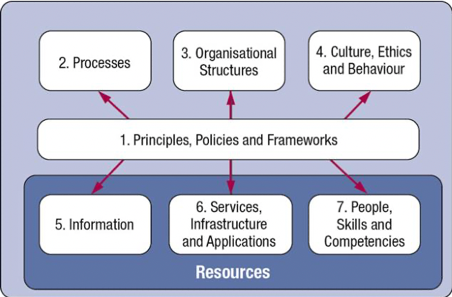 2. Processes
3. Organisational
Structures
4. Culture, Ethics
and Behaviour
1. Principles, Policies and Frameworks
5. Information
6. Services,
Infrastructure
and Applications
7. People,
Skills and
Competencies
Resources